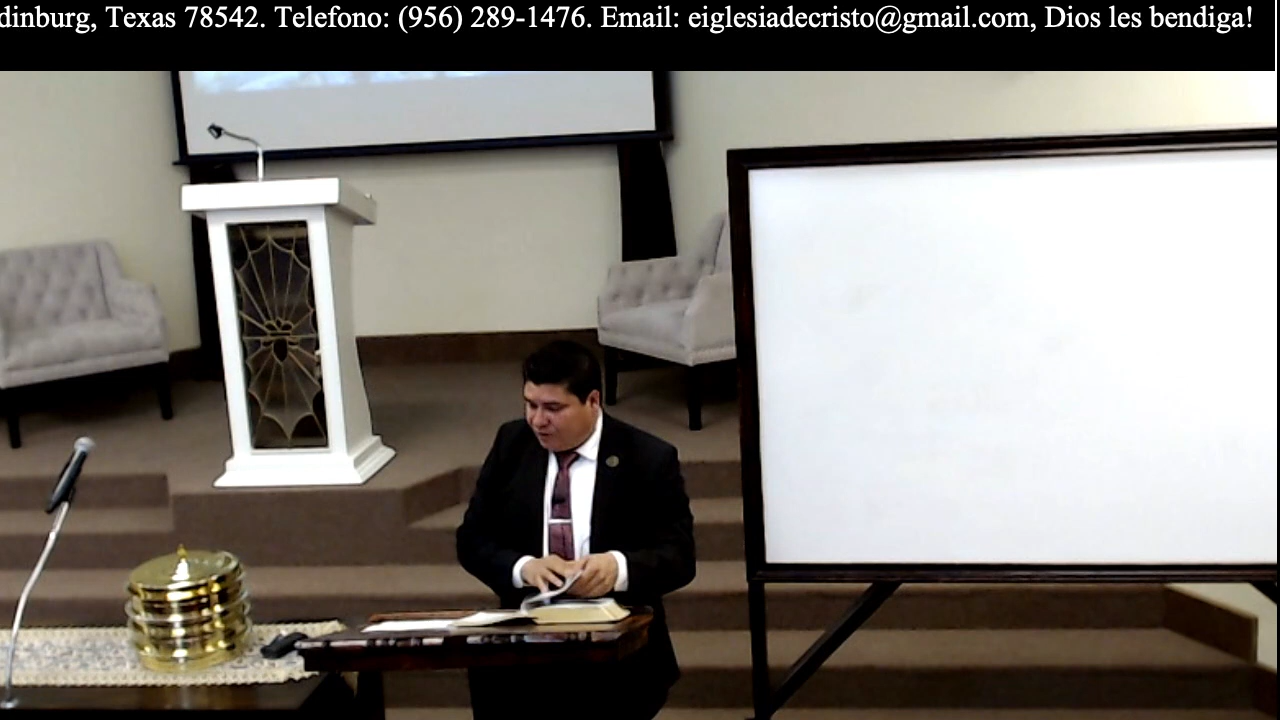 dinburg, Texas 78542. Telefono: (956) 289-1476. Email: eiglesiadecristo@gmail.com, Dios les bendiga!